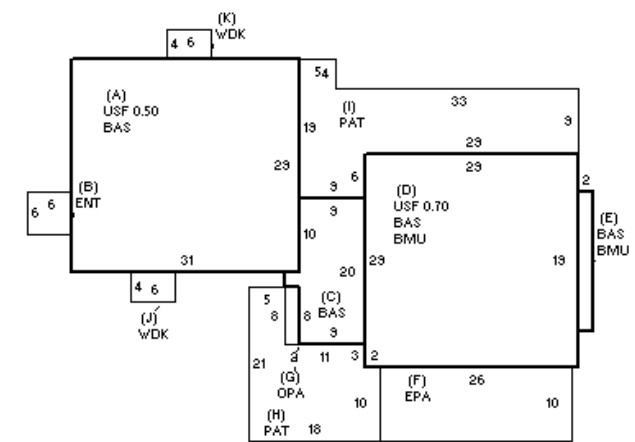 (K)
WDK
4 6
54
(A)
USF 0.50
BAS
(I)
PAT
33
9
19
29
29
29
6
9
9
2
(B)
ENT
6 6
(D)
USF 0.70
BAS
BMU
(E)
BAS
BMU
10
31
20
29
19
4 6
(J)
WDK
5
8
8
(C)
BAS
9
21
11
3
2
(G)
OPA
(H)
PAT
18
10
(F)
EPA
26
10